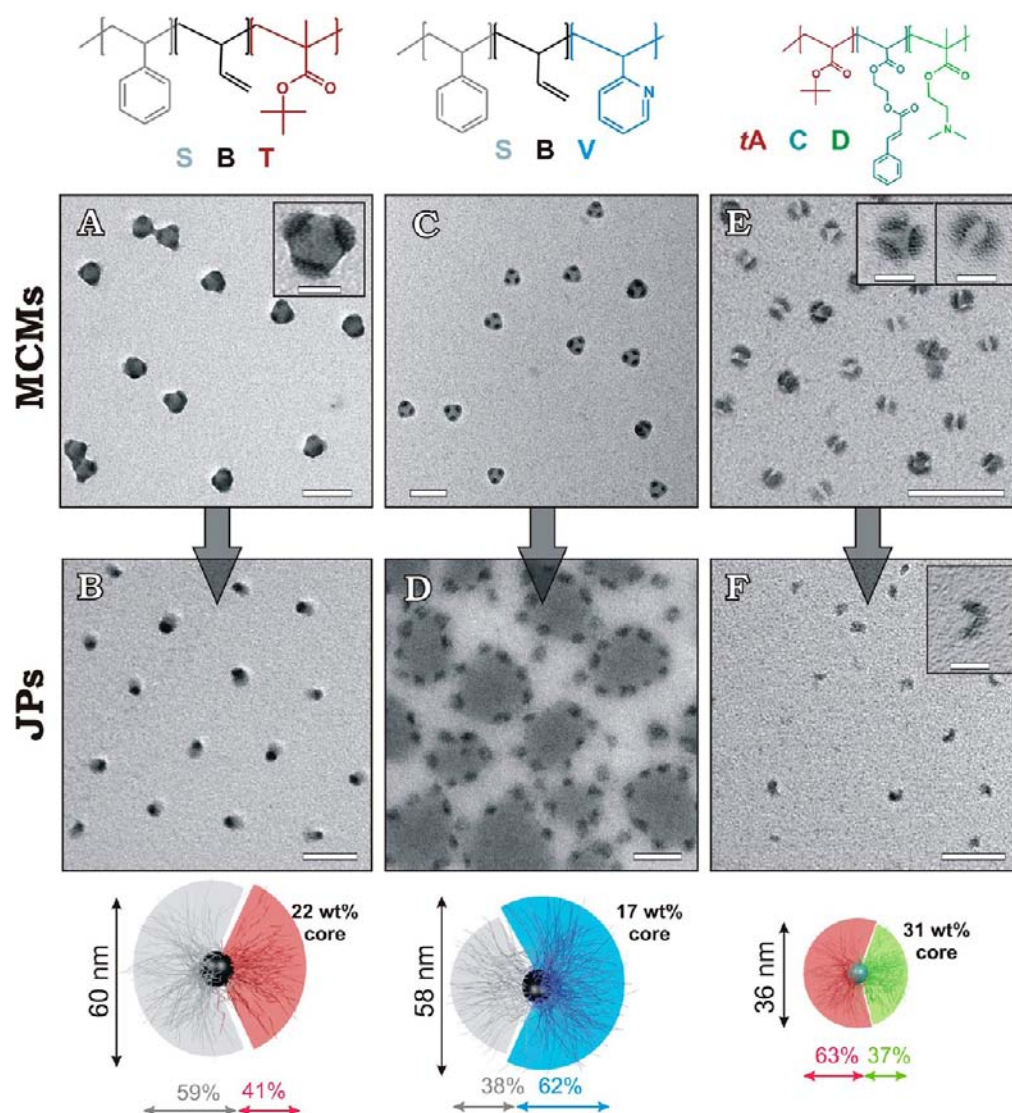 N
O
O
O
O
O
O
O
O
N
S B T
S B V
tA C D
MCMs
A
C
E
JPs
B
D
F
60 nm
22 wt%
core
58 nm
17 wt%
core
36 nm
31 wt%
core
59% 41%
38% 62%
63% 37%